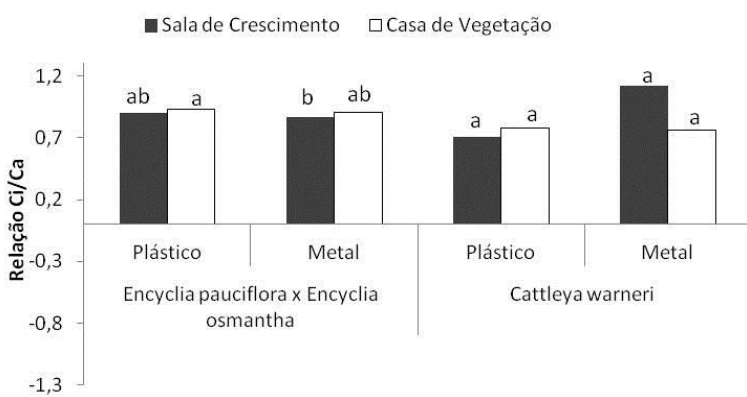 Sala de Crescimento Casa de Vegetação
Relação Ci/Ca
1,2
0,7
0,2
-0,3
-0,8
-1,3
ab a b ab a a a a
Plástico Metal Plástico Metal
Encyclia pauciflora x Encyclia
osmantha
Cattleya warneri